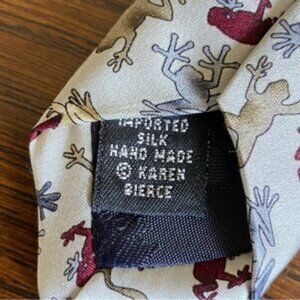 IMPORTED
SILK
HAND MADE
© KAREN
BIERCE